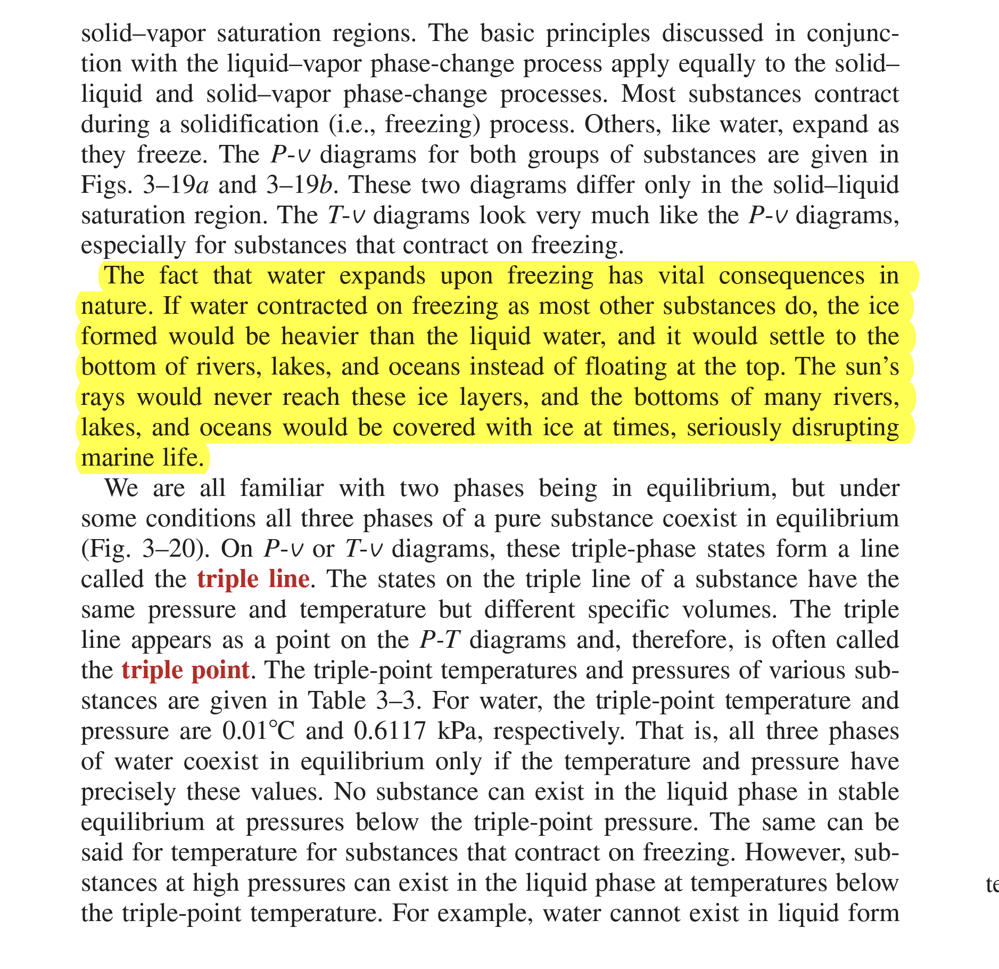 solid–vapor saturation regions. The basic principles discussed in conjunc-
tion with the liquid–vapor phase-change process apply equally to the solid–
liquid and solid–vapor phase-change processes. Most substances contract
during a solidification (i.e., freezing) process. Others, like water, expand as
they freeze. The P-v diagrams for both groups of substances are given in
Figs. 3–19a and 3–19b. These two diagrams differ only in the solid–liquid
saturation region. The T-v diagrams look very much like the P-v diagrams,
especially for substances that contract on freezing.
The fact that water expands upon freezing has vital consequences in
nature. If water contracted on freezing as most other substances do, the ice
formed would be heavier than the liquid water, and it would settle to the
bottom of rivers, lakes, and oceans instead of floating at the top. The sun's
rays would never reach these ice layers, and the bottoms of many rivers,
lakes, and oceans would be covered with ice at times, seriously disrupting
marine life.
We are all familiar with two phases being in equilibrium, but under
some conditions all three phases of a pure substance coexist in equilibrium
(Fig. 3–20). On P-v or T-v diagrams, these triple-phase states form a line
called the triple line. The states on the triple line of a substance have the
same pressure and temperature but different specific volumes. The triple
line appears as a point on the P-T diagrams and, therefore, is often called
the triple point. The triple-point temperatures and pressures of various sub-
stances are given in Table 3–3. For water, the triple-point temperature and
pressure are 0.01°C and 0.6117 kPa, respectively. That is, all three phases
of water coexist in equilibrium only if the temperature and pressure have
precisely these values. No substance can exist in the liquid phase in stable
equilibrium at pressures below the triple-point pressure. The same can be
said for temperature for substances that contract on freezing. However, sub-
stances at high pressures can exist in the liquid phase at temperatures below
the triple-point temperature. For example, water cannot exist in liquid form